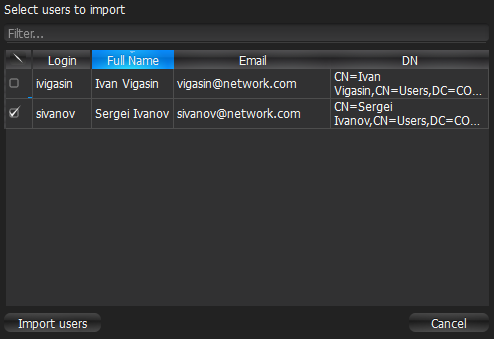 Select users to import
Filter...
Login Full Name Email DN
ivigasin Ivan Vigasin vigasin@network.com CN=Ivan
Vigasin,CN=Users,DC=CO...
sivanov Sergei Ivanov sivanov@network.com CN=Sergei
Ivanov,CN=Users,DC=CO...
Import users Cancel